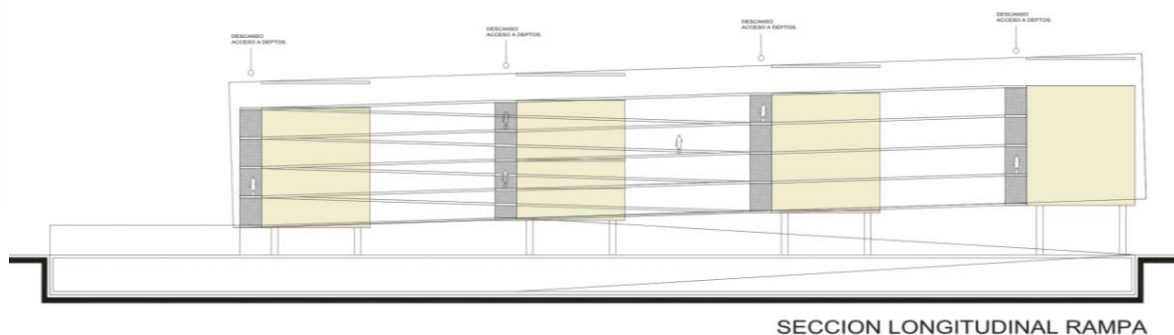 DESCANSO
ACCESO A DEPTOS.
DESCANSO
ACCESO A DEPTOS.
DESCANSO
ACCESO A DEPTOS.
DESCANSO
ACCESO A DEPTOS.
SECCION LONGITUDINAL RAMPA